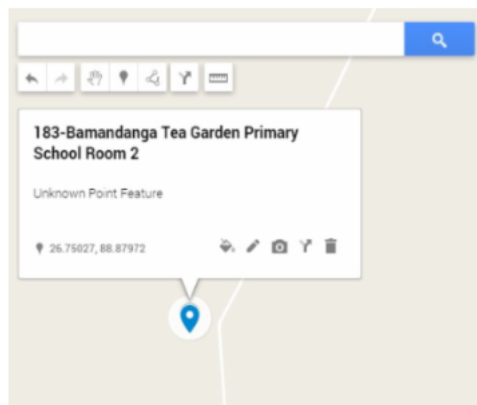 183-Bamandanga Tea Garden Primary
School Room 2
Unknown Point Feature
26.75027, 88.87972